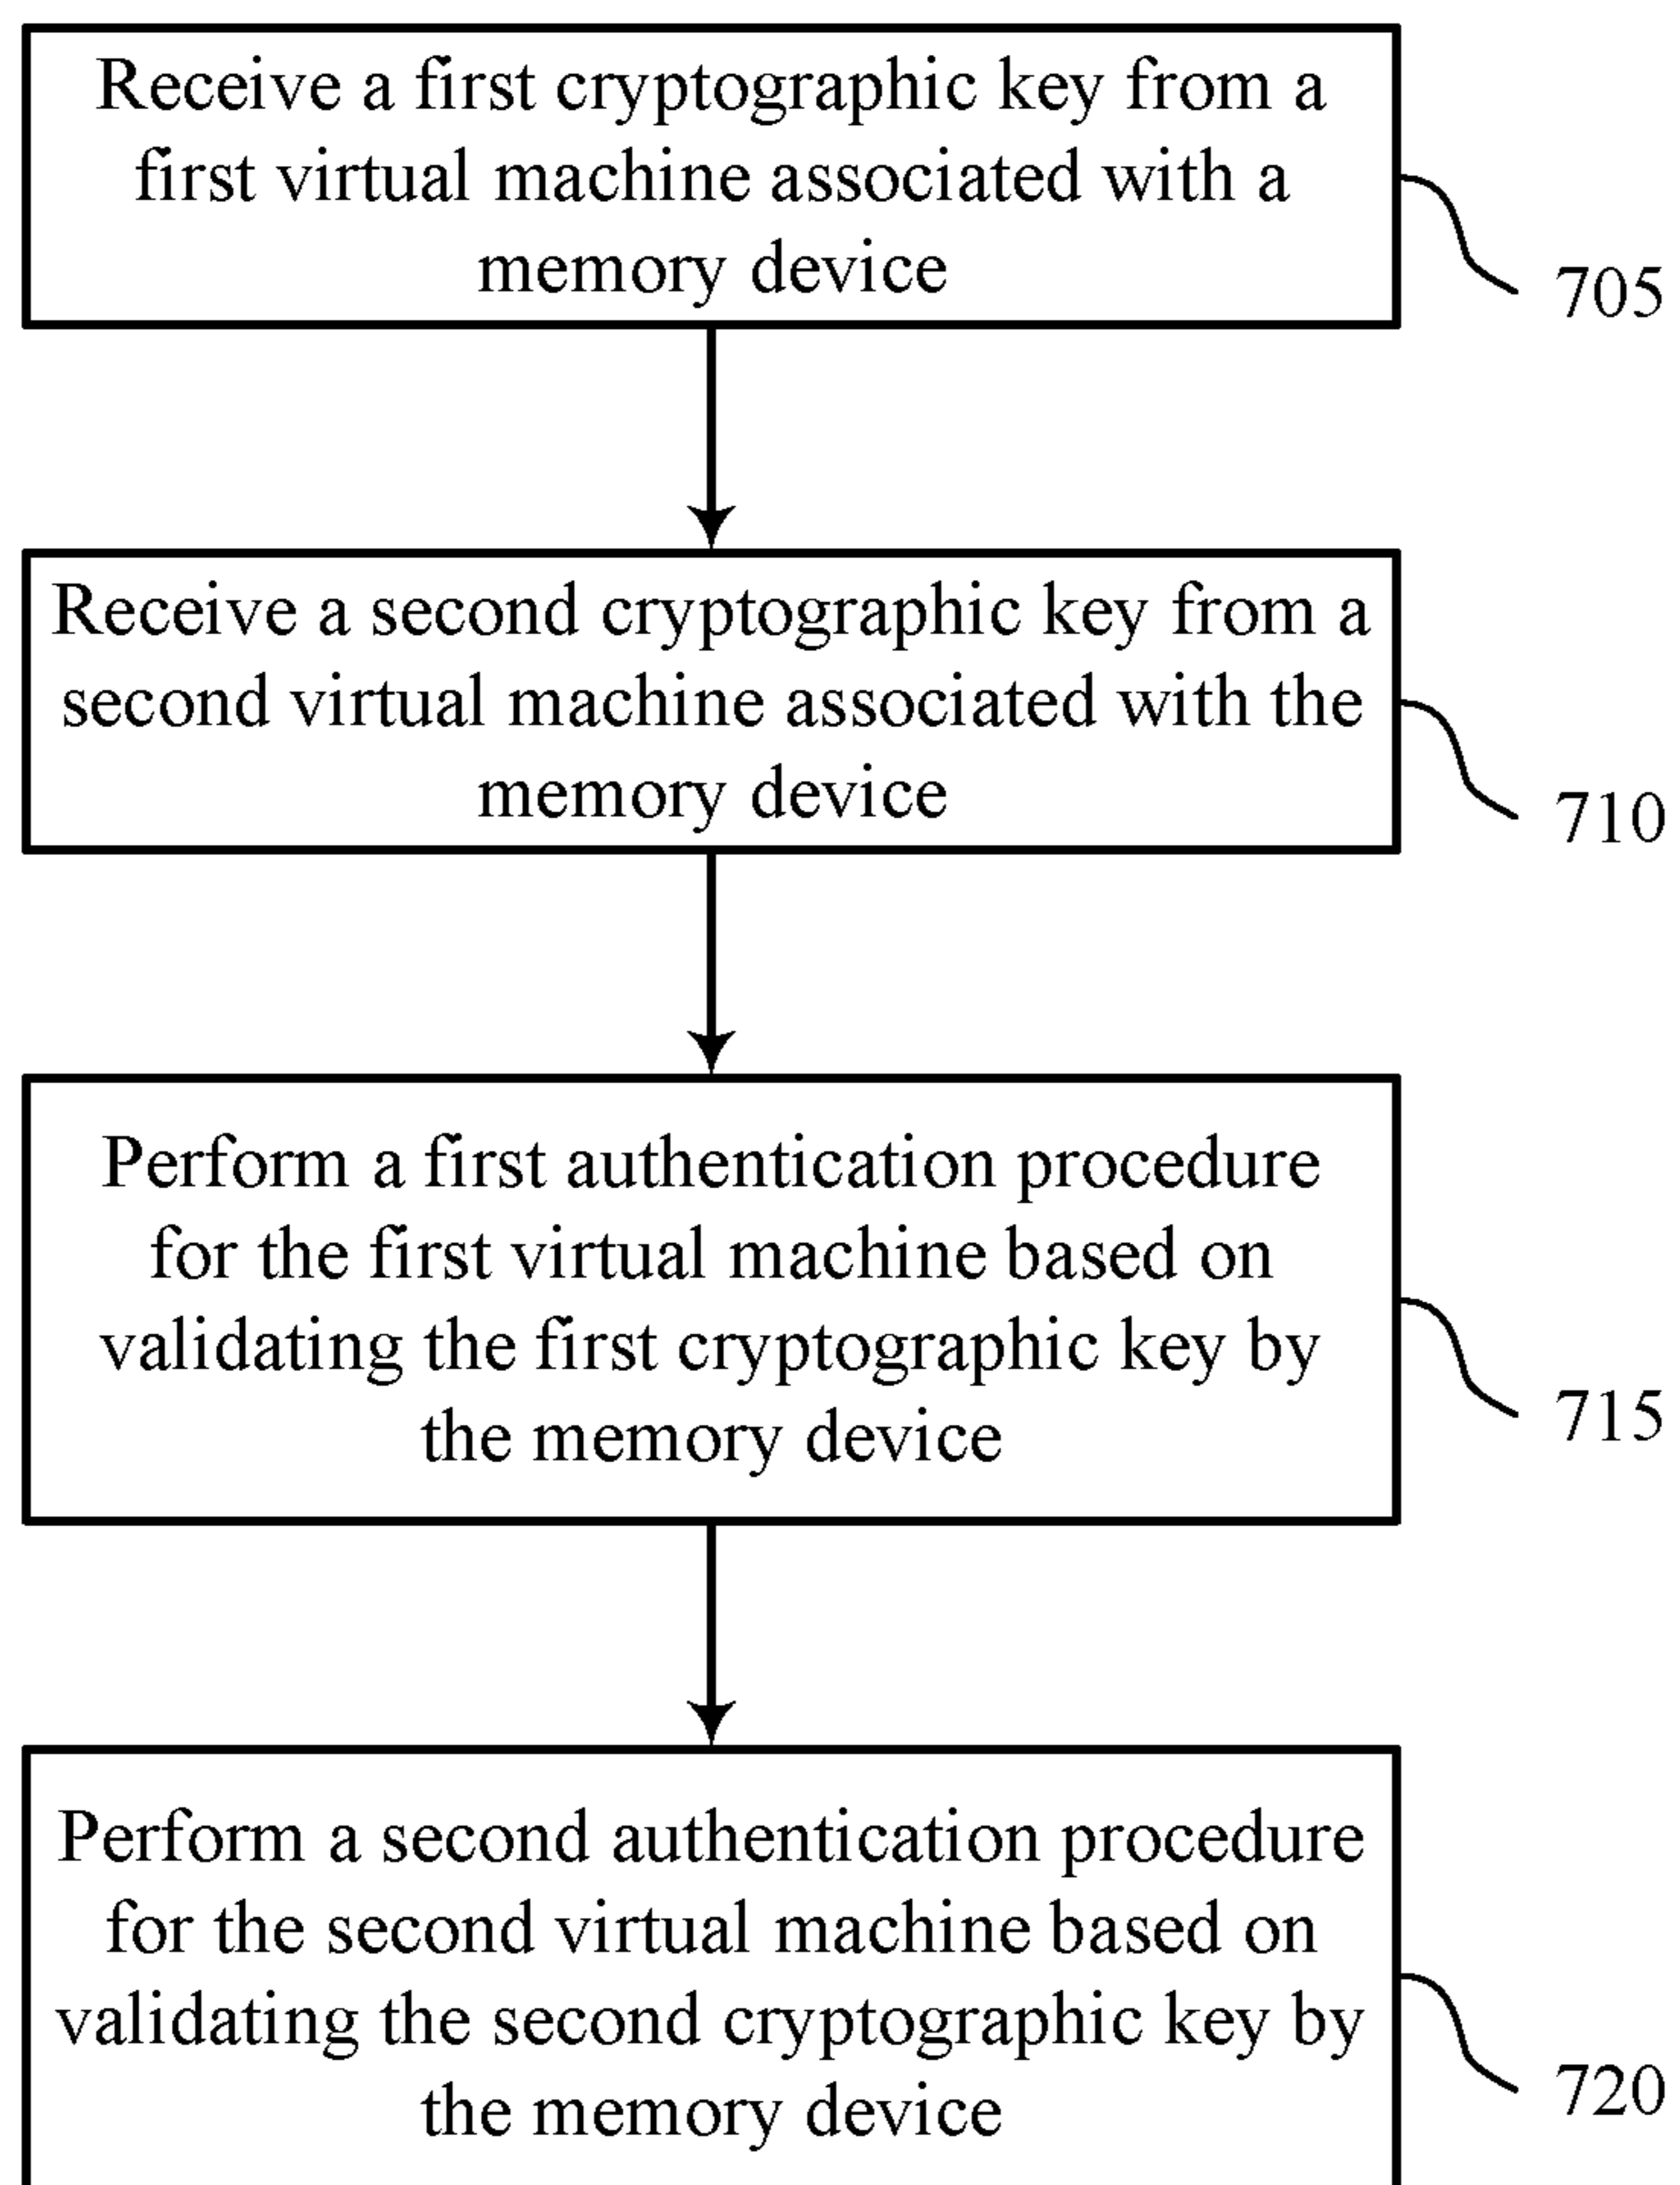 Receive a first cryptographic key from a
first virtual machine associated with a
memory device
705
Receive a second cryptographic key from a
second virtual machine associated with the
memory device
710
Perform a first authentication procedure
for the first virtual machine based on
validating the first cryptographic key by
the memory device
715
Perform a second authentication procedure
for the second virtual machine based on
validating the second cryptographic key by
the memory device
720